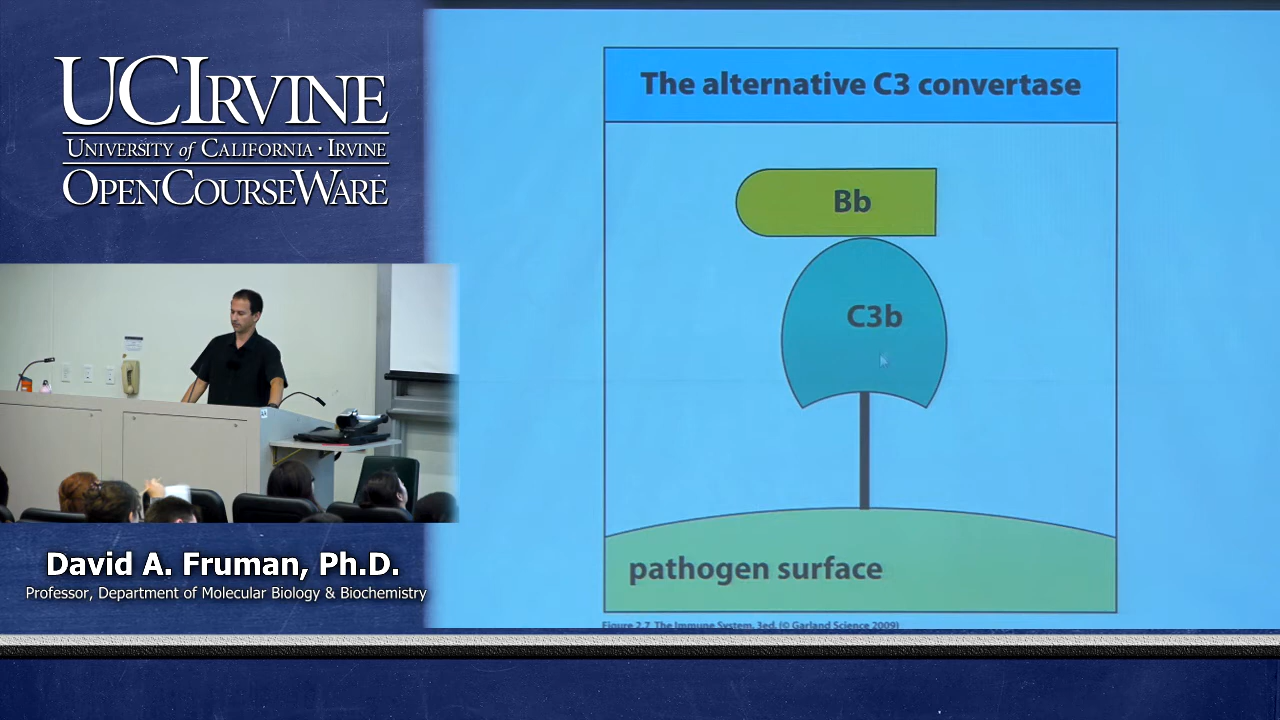 UCIRVINE
UNIVERSITY of CALIFORNIA · IRVINE
OPENCOURSEWARE
David A. Fruman, Ph.D.
Professor, Department of Molecular Biology & Biochemistry
The alternative C3 convertase
Bb
C3b
pathogen surface
Figure 2.7 The Immune System, 3ed. (© Garland Science 2009)